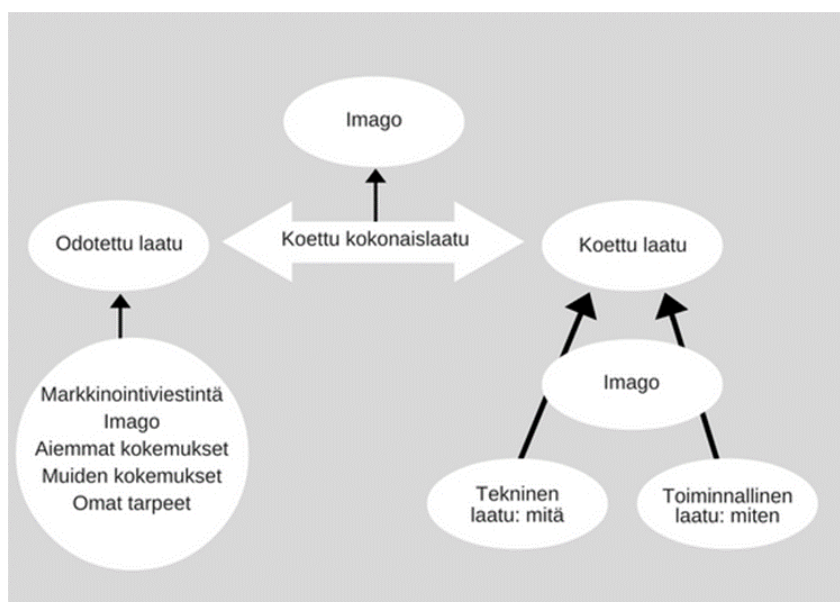 Imago
Odotettu laatu
Koettu kokonaislaatu
Koettu laatu
Markkinointiviestintä
Imago
Aiemmat kokemukset
Muiden kokemukset
Omat tarpeet
Imago
Tekninen
laatu: mitä
Toiminnallinen
laatu: miten